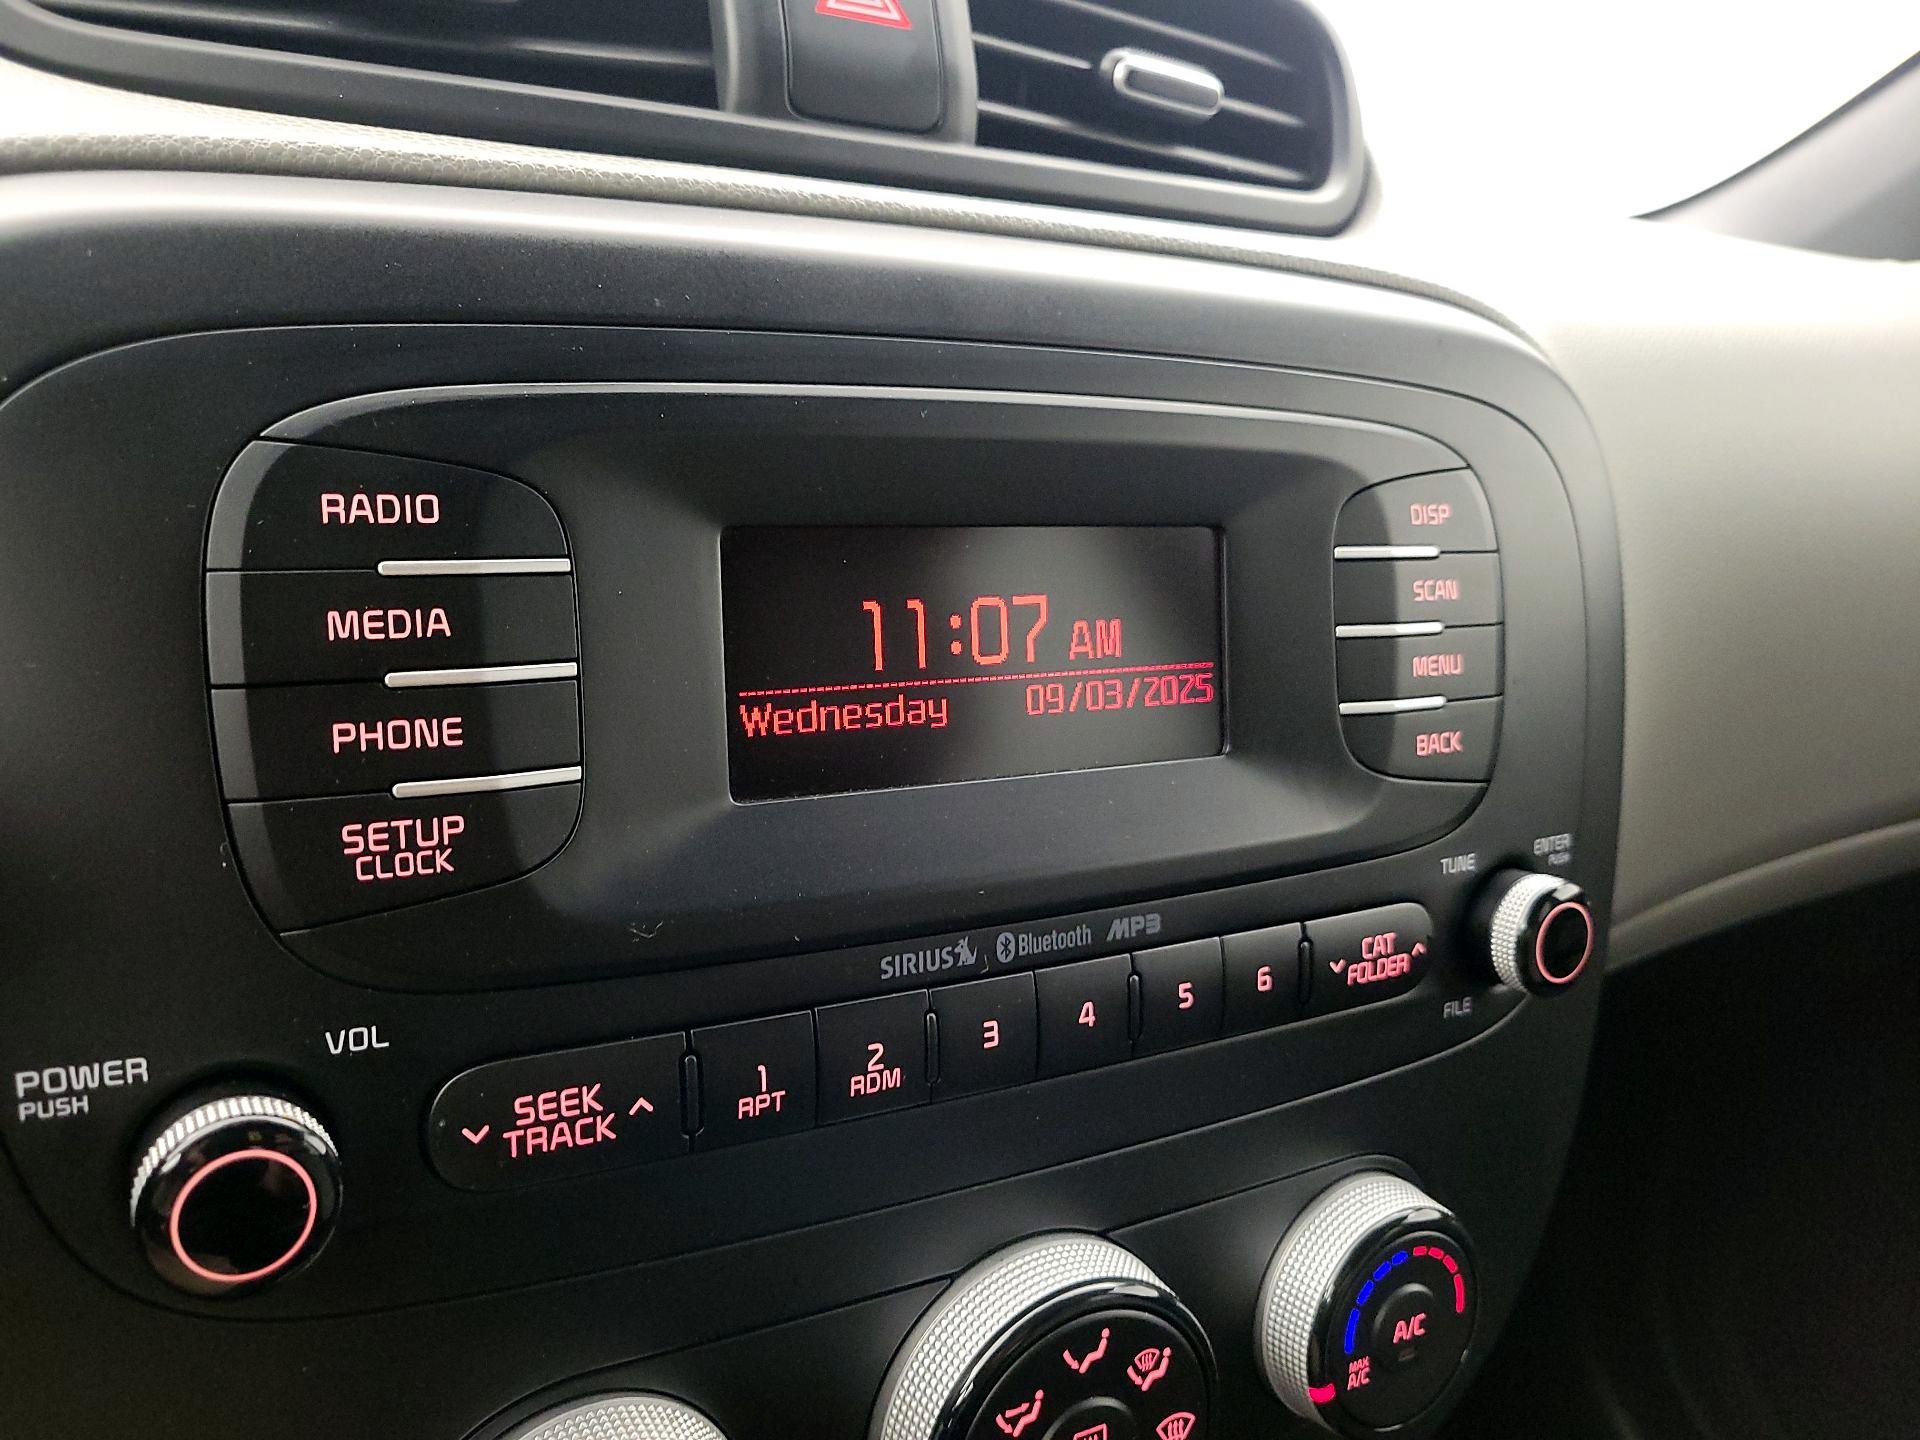 RADIO
MEDIA
PHONE
SETUP
CLOCK
11:07 AM
Wednesday 09/03/2025
DISP
SCAN
MENU
BACK
SIRIUS Bluetooth MP3
TUNE
ENTER
PUSH
FILE
POWER
PUSH
VOL
SEEK
TRACK
1
RPT
2
RDM
3
4
5
6
CAT
FOLDER
A/C
MAX
A/C